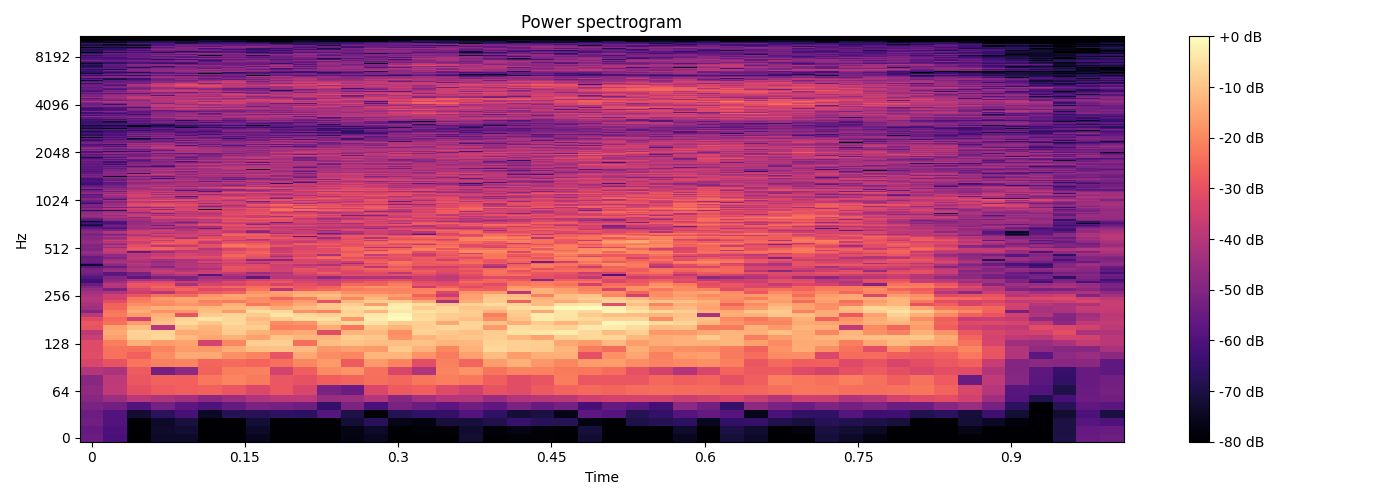 Power spectrogram
Hz
8192
4096
2048
1024
512
256
128
64
0
0 0.15 0.3 0.45 0.6 0.75 0.9
Time
+0 dB
-10 dB
-20 dB
-30 dB
-40 dB
-50 dB
-60 dB
-70 dB
-80 dB